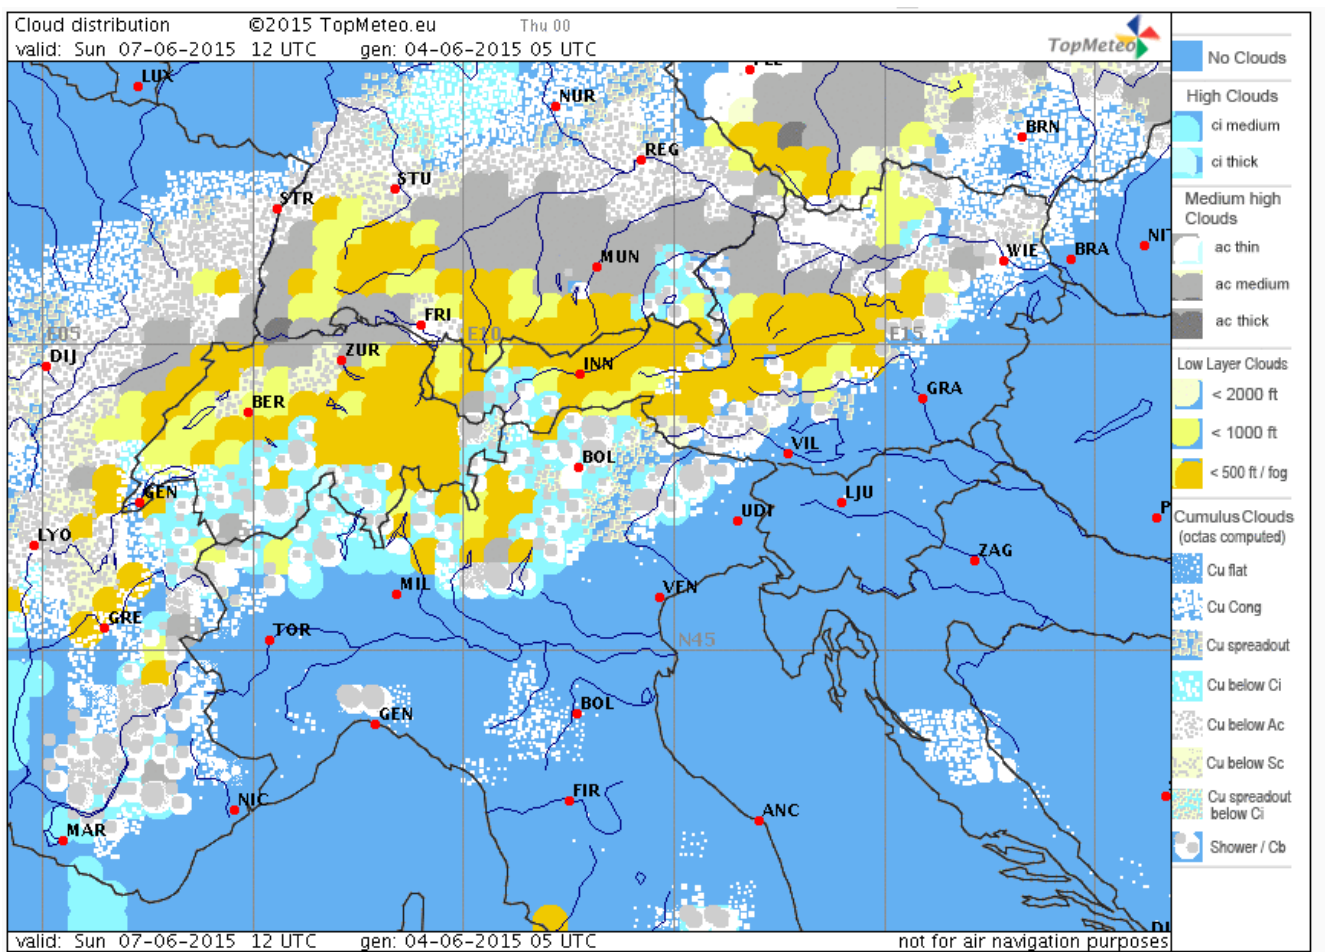 Cloud distribution ©2015 TopMeteo.eu Thu 00
valid: Sun 07-06-2015 12 UTC gen: 04-06-2015 05 UTC
TopMeteo
LUX
NUR
BRN
REG
STU
STR
MUN
WIE
BRA
NI
FRI
E05
E10
E15
DIJ
ZUR
INN
GRA
BER
VIL
BOL
GEN
LJU
UDI
P
LYO
ZAG
MIL
VEN
GRE
TOR
N45
GEN
BOL
NIC
FIR
ANC
MAR
valid: Sun 07-06-2015 12 UTC gen: 04-06-2015 05 UTC not for air navigation purposes
No Clouds
High Clouds
ci medium
ci thick
Medium high
Clouds
ac thin
ac medium
ac thick
Low Layer Clouds
< 2000 ft
< 1000 ft
< 500 ft / fog
Cumulus Clouds
(octas computed)
Cu flat
Cu Cong
Cu spreadout
Cu below Ci
Cu below Ac
Cu below Sc
Cu spreadout
below Ci
Shower / Cb